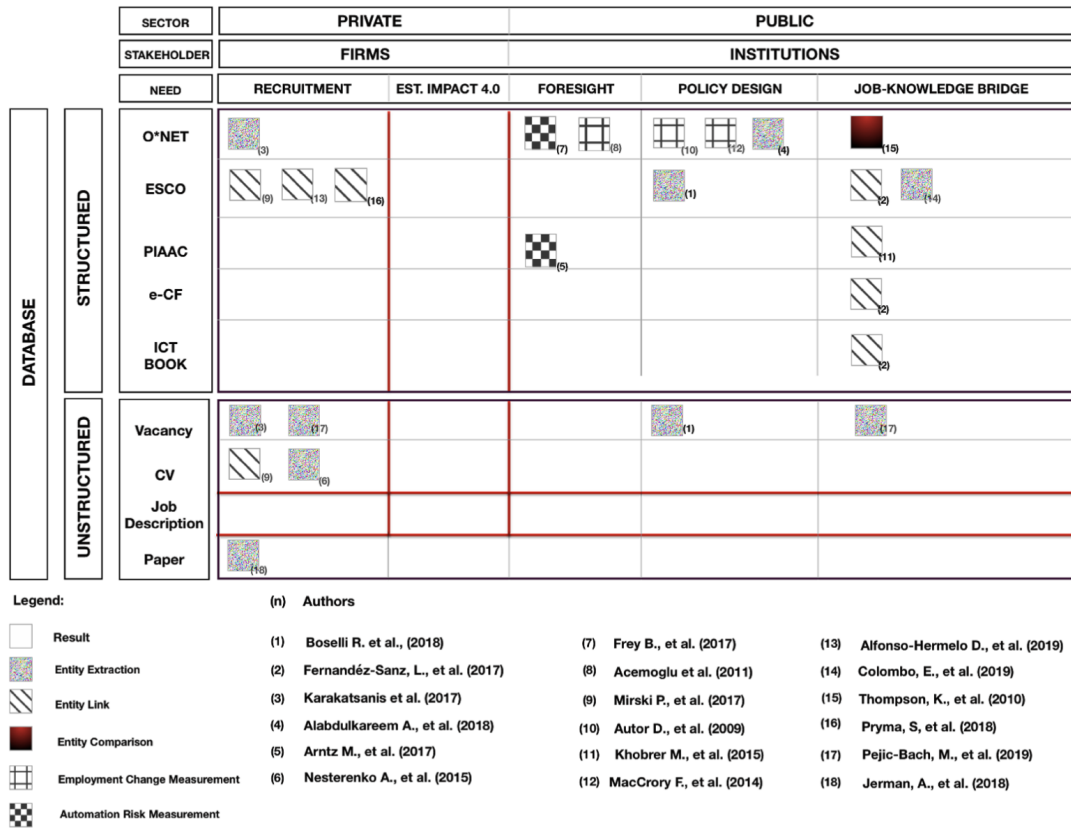 SECTOR PRIVATE PUBLIC
STAKEHOLDER FIRMS INSTITUTIONS
NEED RECRUITMENT EST. IMPACT 4.0 FORESIGHT POLICY DESIGN JOB-KNOWLEDGE BRIDGE
DATABASE
STRUCTURED
O*NET (3) (7) (8) (10) (12) (4) (15)
ESCO (9) (13) (16) (1) (2) (14)
PIAAC (5) (11)
e-CF (2)
ICT
BOOK (2)
UNSTRUCTURED
Vacancy (3) (17) (1) (17)
CV (9) (6)
Job
Description
Paper (18)
Legend:
Result
Entity Extraction
Entity Link
Entity Comparison
Employment Change Measurement
Automation Risk Measurement
(n) Authors
(1) Boselli R. et al., (2018)
(2) Fernandéz-Sanz, L., et al. (2017)
(3) Karakatsanis et al. (2017)
(4) Alabdulkareem A., et al. (2018)
(5) Arntz M., et al. (2017)
(6) Nesterenko A., et al. (2015)
(7) Frey B., et al. (2017)
(8) Acemoglu et al. (2011)
(9) Mirski P., et al. (2017)
(10) Autor D., et al. (2009)
(11) Khobrer M., et al. (2015)
(12) MacCrory F., et al. (2014)
(13) Alfonso-Hermelo D., et al. (2019)
(14) Colombo, E., et al. (2019)
(15) Thompson, K., et al. (2010)
(16) Pryma, S, et al. (2018)
(17) Pejic-Bach, M., et al. (2019)
(18) Jerman, A., et al. (2018)